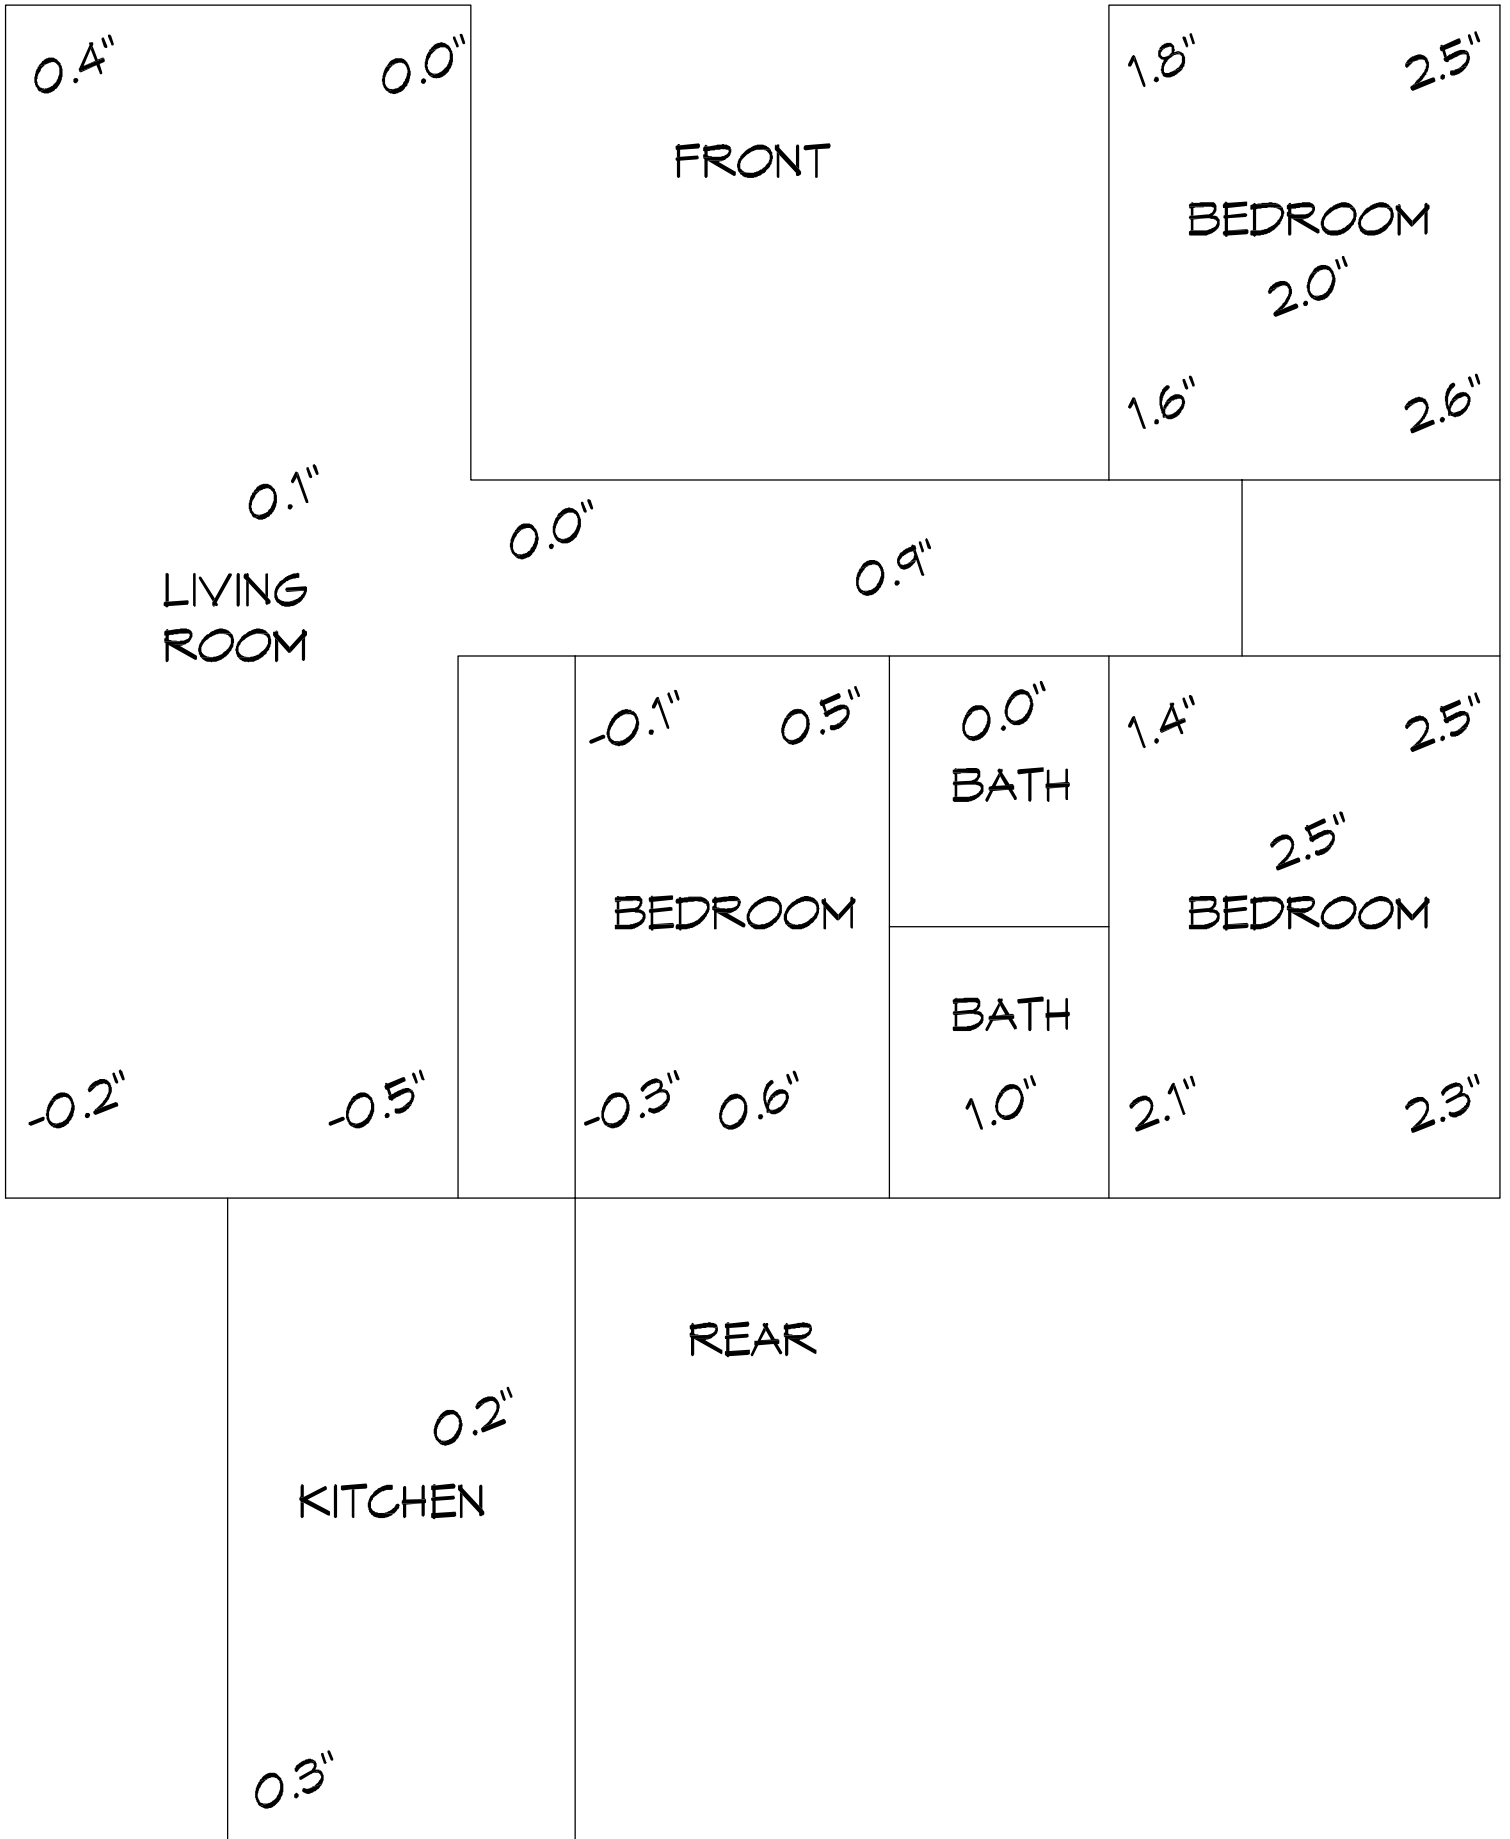 0.4"
0.0"
1.8"
2.5"
FRONT
BEDROOM
2.0"
1.6"
2.6"
0.1"
0.0"
0.9"
LIVING
ROOM
-0.1"
0.5"
0.0"
1.4"
2.5"
BATH
2.5"
BEDROOM
BEDROOM
BATH
-0.2"
-0.5"
-0.3"
0.6"
1.0"
2.1"
2.3"
REAR
0.2"
KITCHEN
0.3"